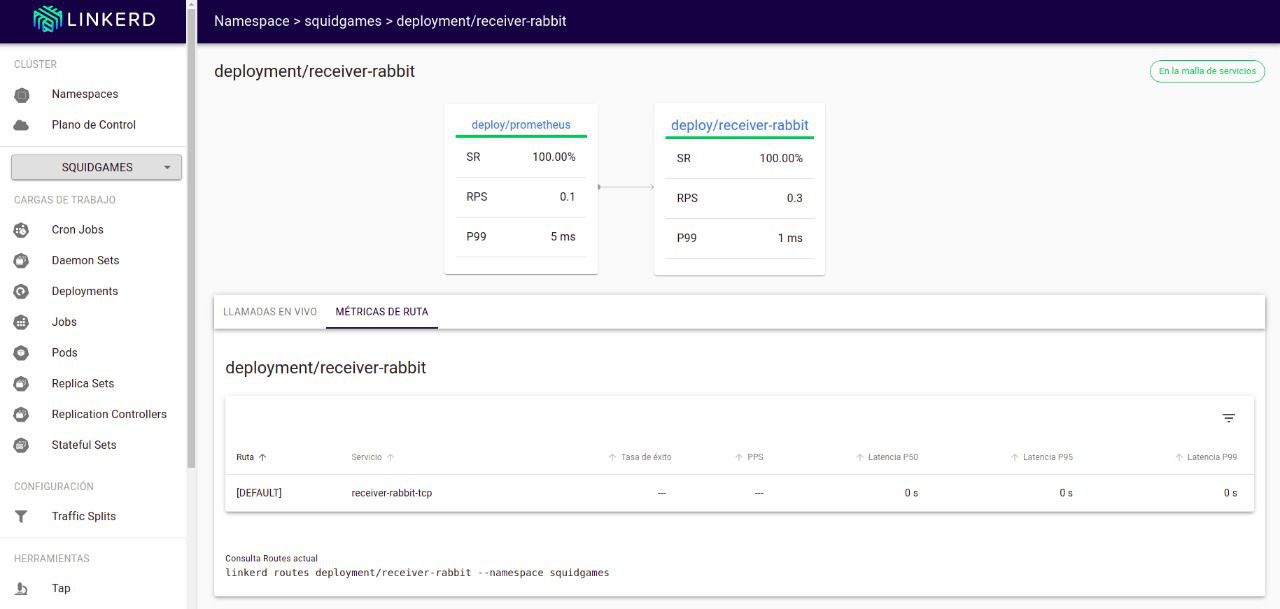 LINKERD
Namespace > squidgames > deployment/receiver-rabbit
CLÚSTER
Namespaces
Plano de Control
SQUIDGAMES
CARGAS DE TRABAJO
Cron Jobs
Daemon Sets
Deployments
Jobs
Pods
Replica Sets
Replication Controllers
Stateful Sets
CONFIGURACIÓN
Traffic Splits
HERRAMIENTAS
Tap
deployment/receiver-rabbit
En la malla de servicios
deploy/prometheus
SR 100.00%
RPS 0.1
P99 5 ms
deploy/receiver-rabbit
SR 100.00%
RPS 0.3
P99 1 ms
LLAMADAS EN VIVO MÉTRICAS DE RUTA
deployment/receiver-rabbit
Ruta Servicio Tasa de éxito PPS Latencia P50 Latencia P95 Latencia P99
[DEFAULT] receiver-rabbit-tcp --- --- 0 s 0 s 0 s
Consulta Routes actual
linkerd routes deployment/receiver-rabbit --namespace squidgames